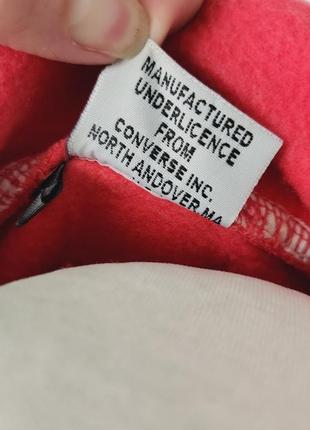 MANUFACTURED
UNDERLICENCE
FROM
CONVERSE INC.
NORTH ANDOVER.MA